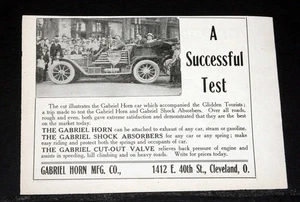 A
Successful
Test
The cut illustrates the Gabriel Horn car which accompanied the Glidden Tourists;
a trip made to test the Gabriel Horn and Gabriel Shock Absorbers. Over all roads,
rough and even, both gave extreme satisfaction and demonstrated that they are the best
on the market today.
THE GABRIEL HORN can be attached to exhaust of any car, steam or gasoline.
THE GABRIEL SHOCK ABSORBERS for any car or any spring; make
easy riding and protect both the springs and occupants of car.
THE GABRIEL CUT-OUT VALVE relieves back pressure of engine and
assists in speeding, hill climbing and on heavy roads. Write for prices today.
GABRIEL HORN MFG. CO., 1412 E. 40th St., Cleveland, O.